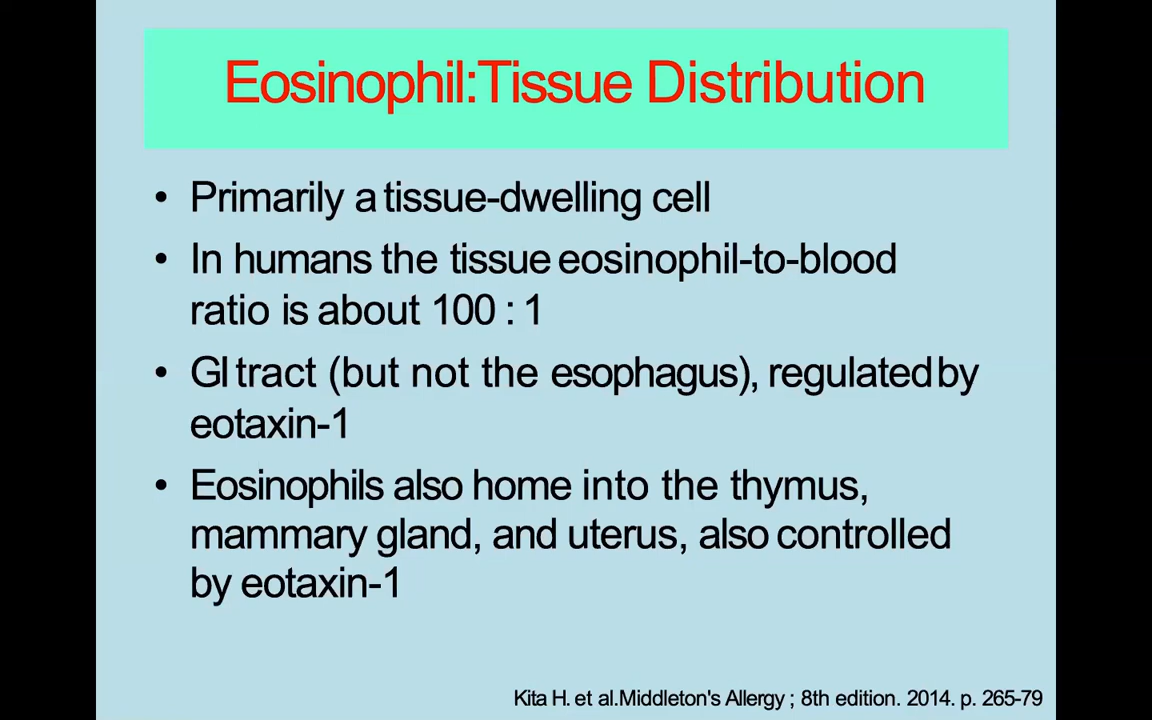 Eosinophil:Tissue Distribution
• Primarily a tissue-dwelling cell
• In humans the tissue eosinophil-to-blood
ratio is about 100 : 1
• GI tract (but not the esophagus), regulated by
eotaxin-1
• Eosinophils also home into the thymus,
mammary gland, and uterus, also controlled
by eotaxin-1
Kita H. et al.Middleton's Allergy ; 8th edition. 2014. p. 265-79